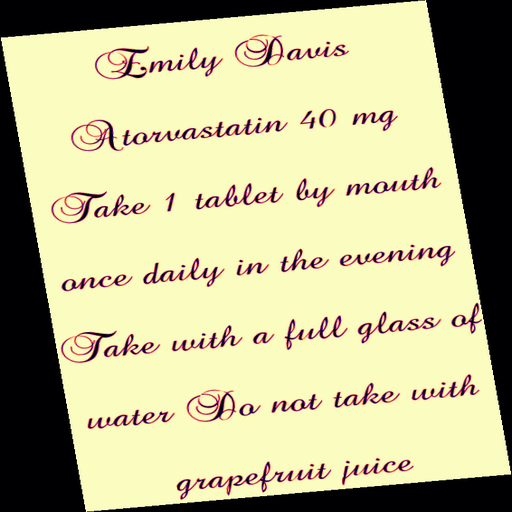 Emily Davis
Atorvastatin 40 mg
Take 1 tablet by mouth
once daily in the evening
Take with a full glass of
water Do not take with
grapefruit juice